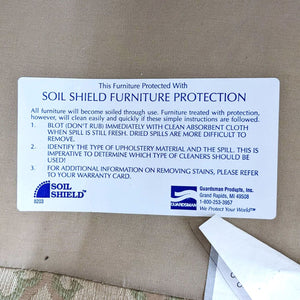 This Furniture Protected With
SOIL SHIELD FURNITURE PROTECTION
All furniture will become soiled through use. Furniture treated with protection,
however, will clean easily and quickly if these simple instructions are followed.
1. BLOT (DON'T RUB) IMMEDIATELY WITH CLEAN ABSORBENT CLOTH
WHEN SPILL IS STILL FRESH. DRIED SPILLS ARE MORE DIFFICULT TO
REMOVE.
2. IDENTIFY THE TYPE OF UPHOLSTERY MATERIAL AND THE SPILL. THIS IS
IMPERATIVE TO DETERMINE WHICH TYPE OF CLEANERS SHOULD BE
USED!
3. FOR ADDITIONAL INFORMATION ON REMOVING STAINS, PLEASE REFER
TO YOUR WARRANTY CARD.
SOIL
SHIELD™
GUARDSMAN
Guardsman Products, Inc.
Grand Rapids, MI 49508
1-800-253-3957
We Protect Your World™